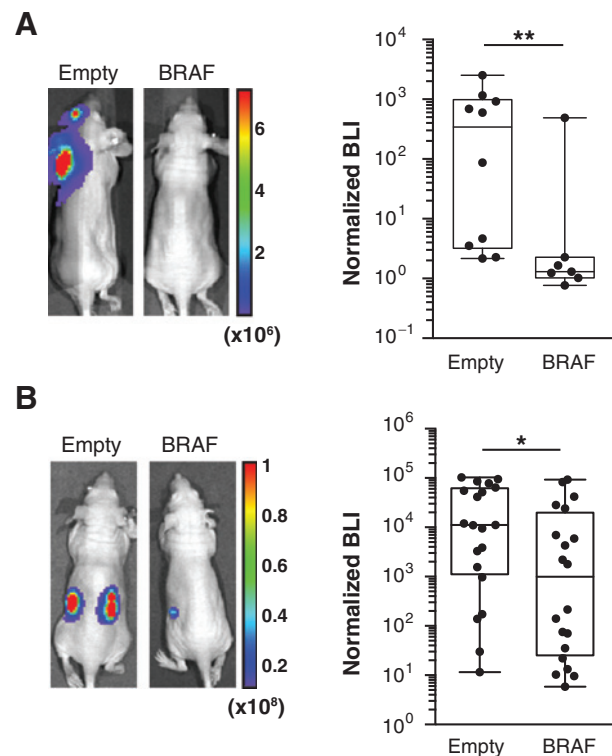 A
Empty
BRAF
6
4
2
(x10⁶)
**
Normalized BLI
10⁴
10³
10²
10¹
10⁰
10⁻¹
Empty
BRAF
B
Empty
BRAF
1
0.8
0.6
0.4
0.2
(x10⁸)
*
Normalized BLI
10⁶
10⁵
10⁴
10³
10²
10¹
10⁰
Empty
BRAF